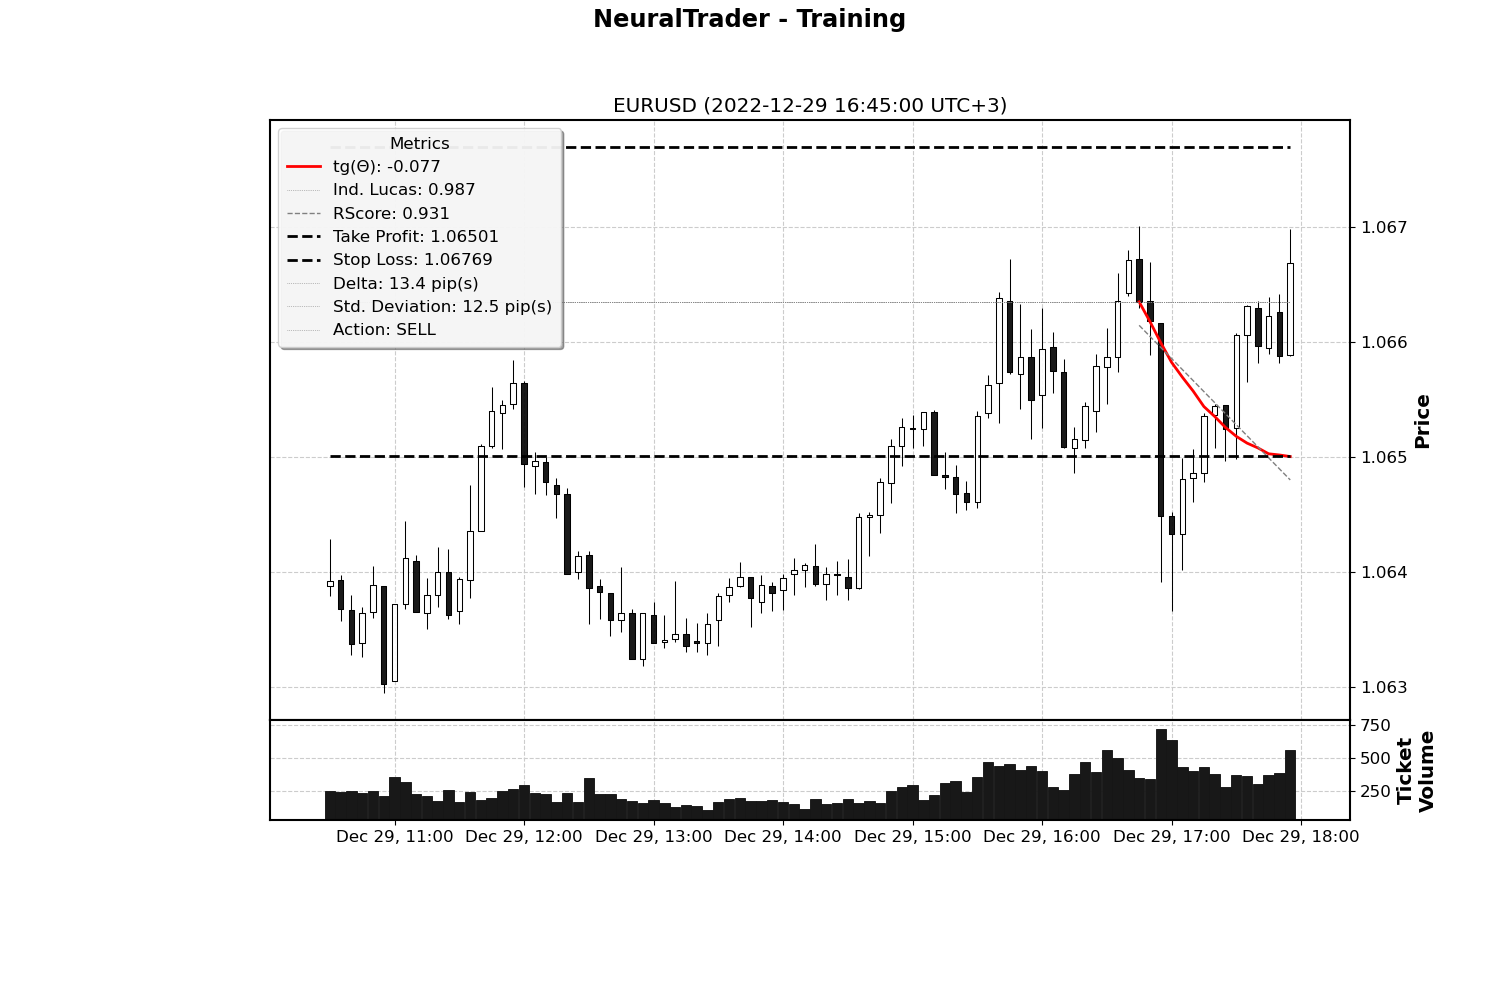 NeuralTrader - Training
EURUSD (2022-12-29 16:45:00 UTC+3)
Metrics
tg(Θ): -0.077
Ind. Lucas: 0.987
RScore: 0.931
Take Profit: 1.06501
Stop Loss: 1.06769
Delta: 13.4 pip(s)
Std. Deviation: 12.5 pip(s)
Action: SELL
1.067
1.066
1.065
1.064
1.063
Price
750
500
250
Ticket
Volume
Dec 29, 11:00
Dec 29, 12:00
Dec 29, 13:00
Dec 29, 14:00
Dec 29, 15:00
Dec 29, 16:00
Dec 29, 17:00
Dec 29, 18:00